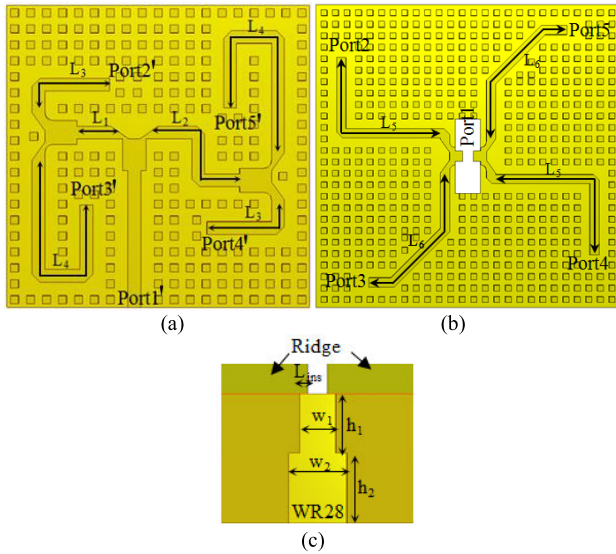 L4
L3
Port2'
L1
L2
Port5'
Port3'
L4
L3
Port4'
Port1'
(a)
Port2
Port5
L6
Port1
L5
L5
L6
Port3
Port4
(b)
Ridge
Lins
w1
h1
w2
h2
WR28
(c)